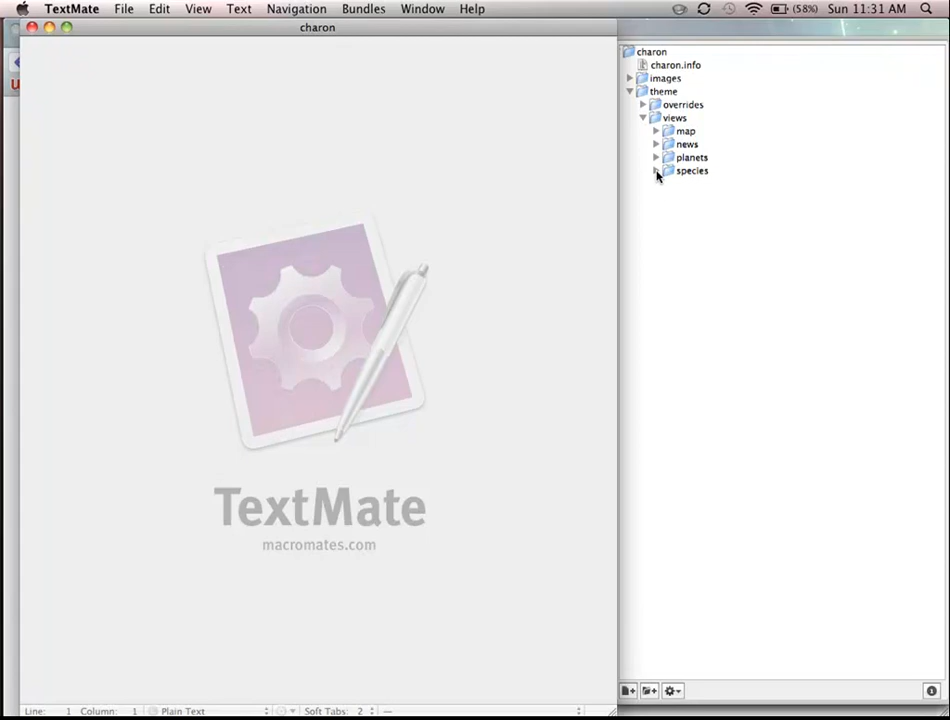 TextMate File Edit View Text Navigation Bundles Window Help (58%) Sun 11:31 AM
charon
charon
charon.info
images
theme
overrides
views
map
news
planets
species
TextMate
macromates.com
Line: 1 Column: 1 Plain Text Soft Tabs: 2 —